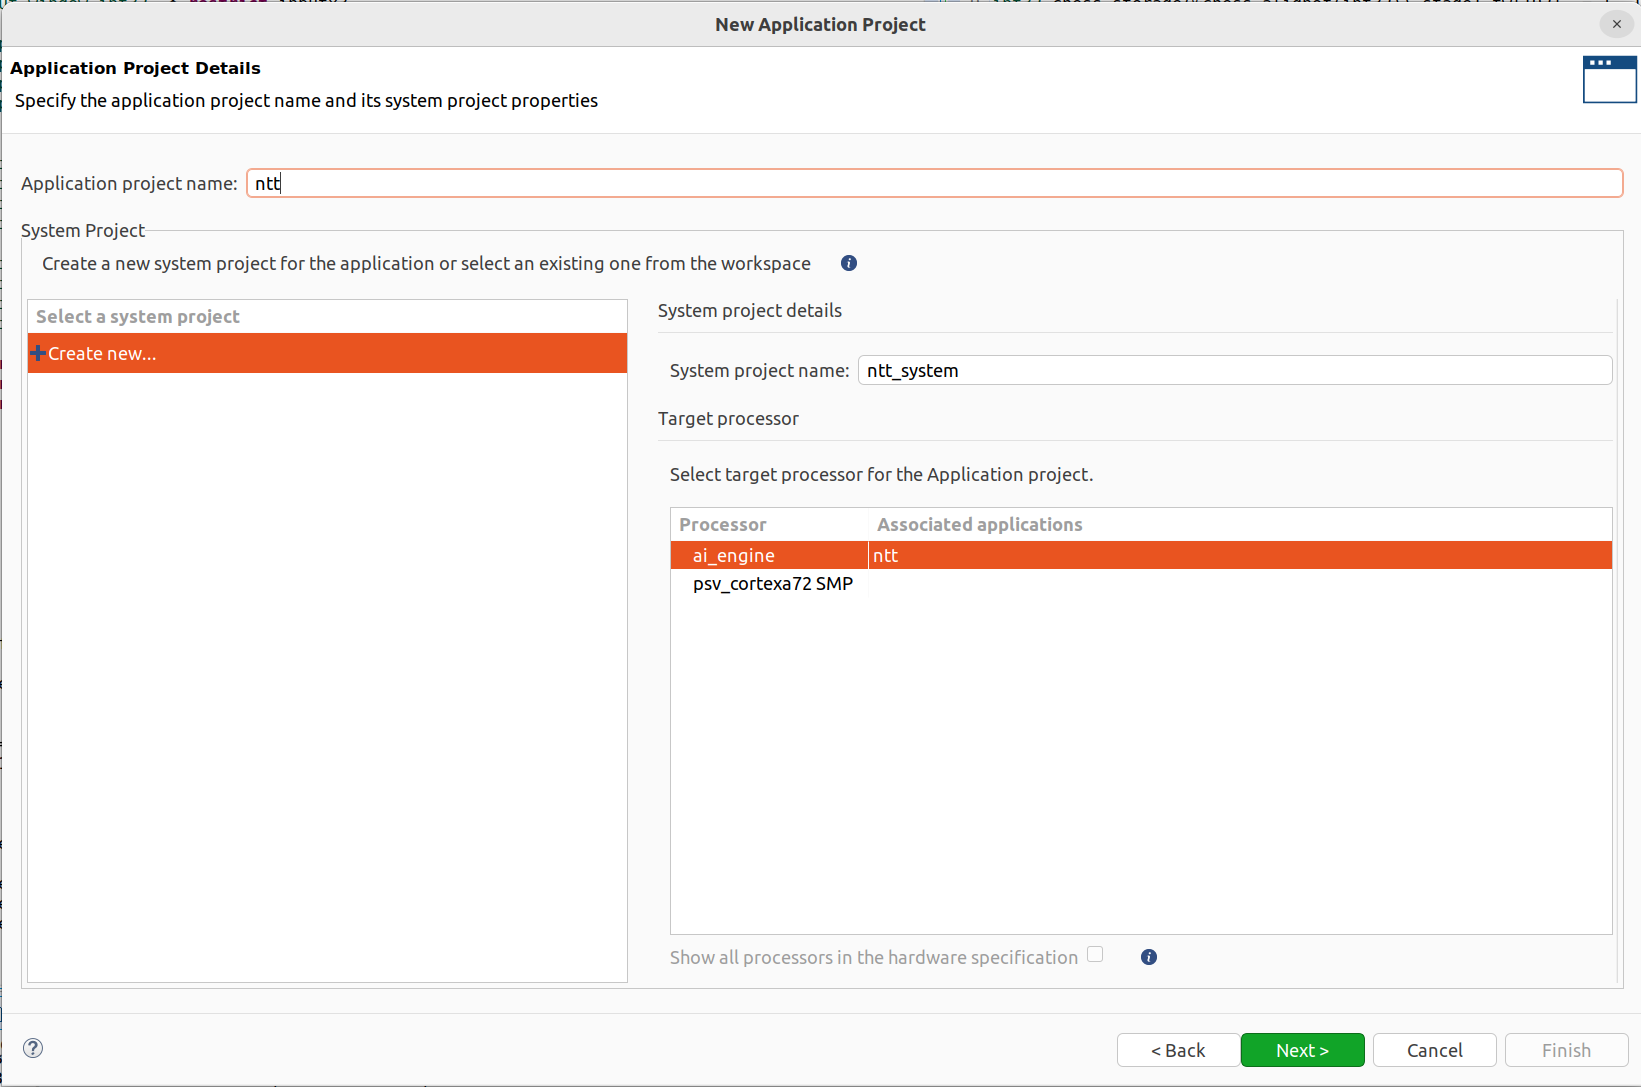 New Application Project
Application Project Details
Specify the application project name and its system project properties
Application project name: ntt
System Project
Create a new system project for the application or select an existing one from the workspace
Select a system project
Create new...
System project details
System project name: ntt_system
Target processor
Select target processor for the Application project.
Processor Associated applications
ai_engine ntt
psv_cortexa72 SMP
Show all processors in the hardware specification
< Back Next > Cancel Finish